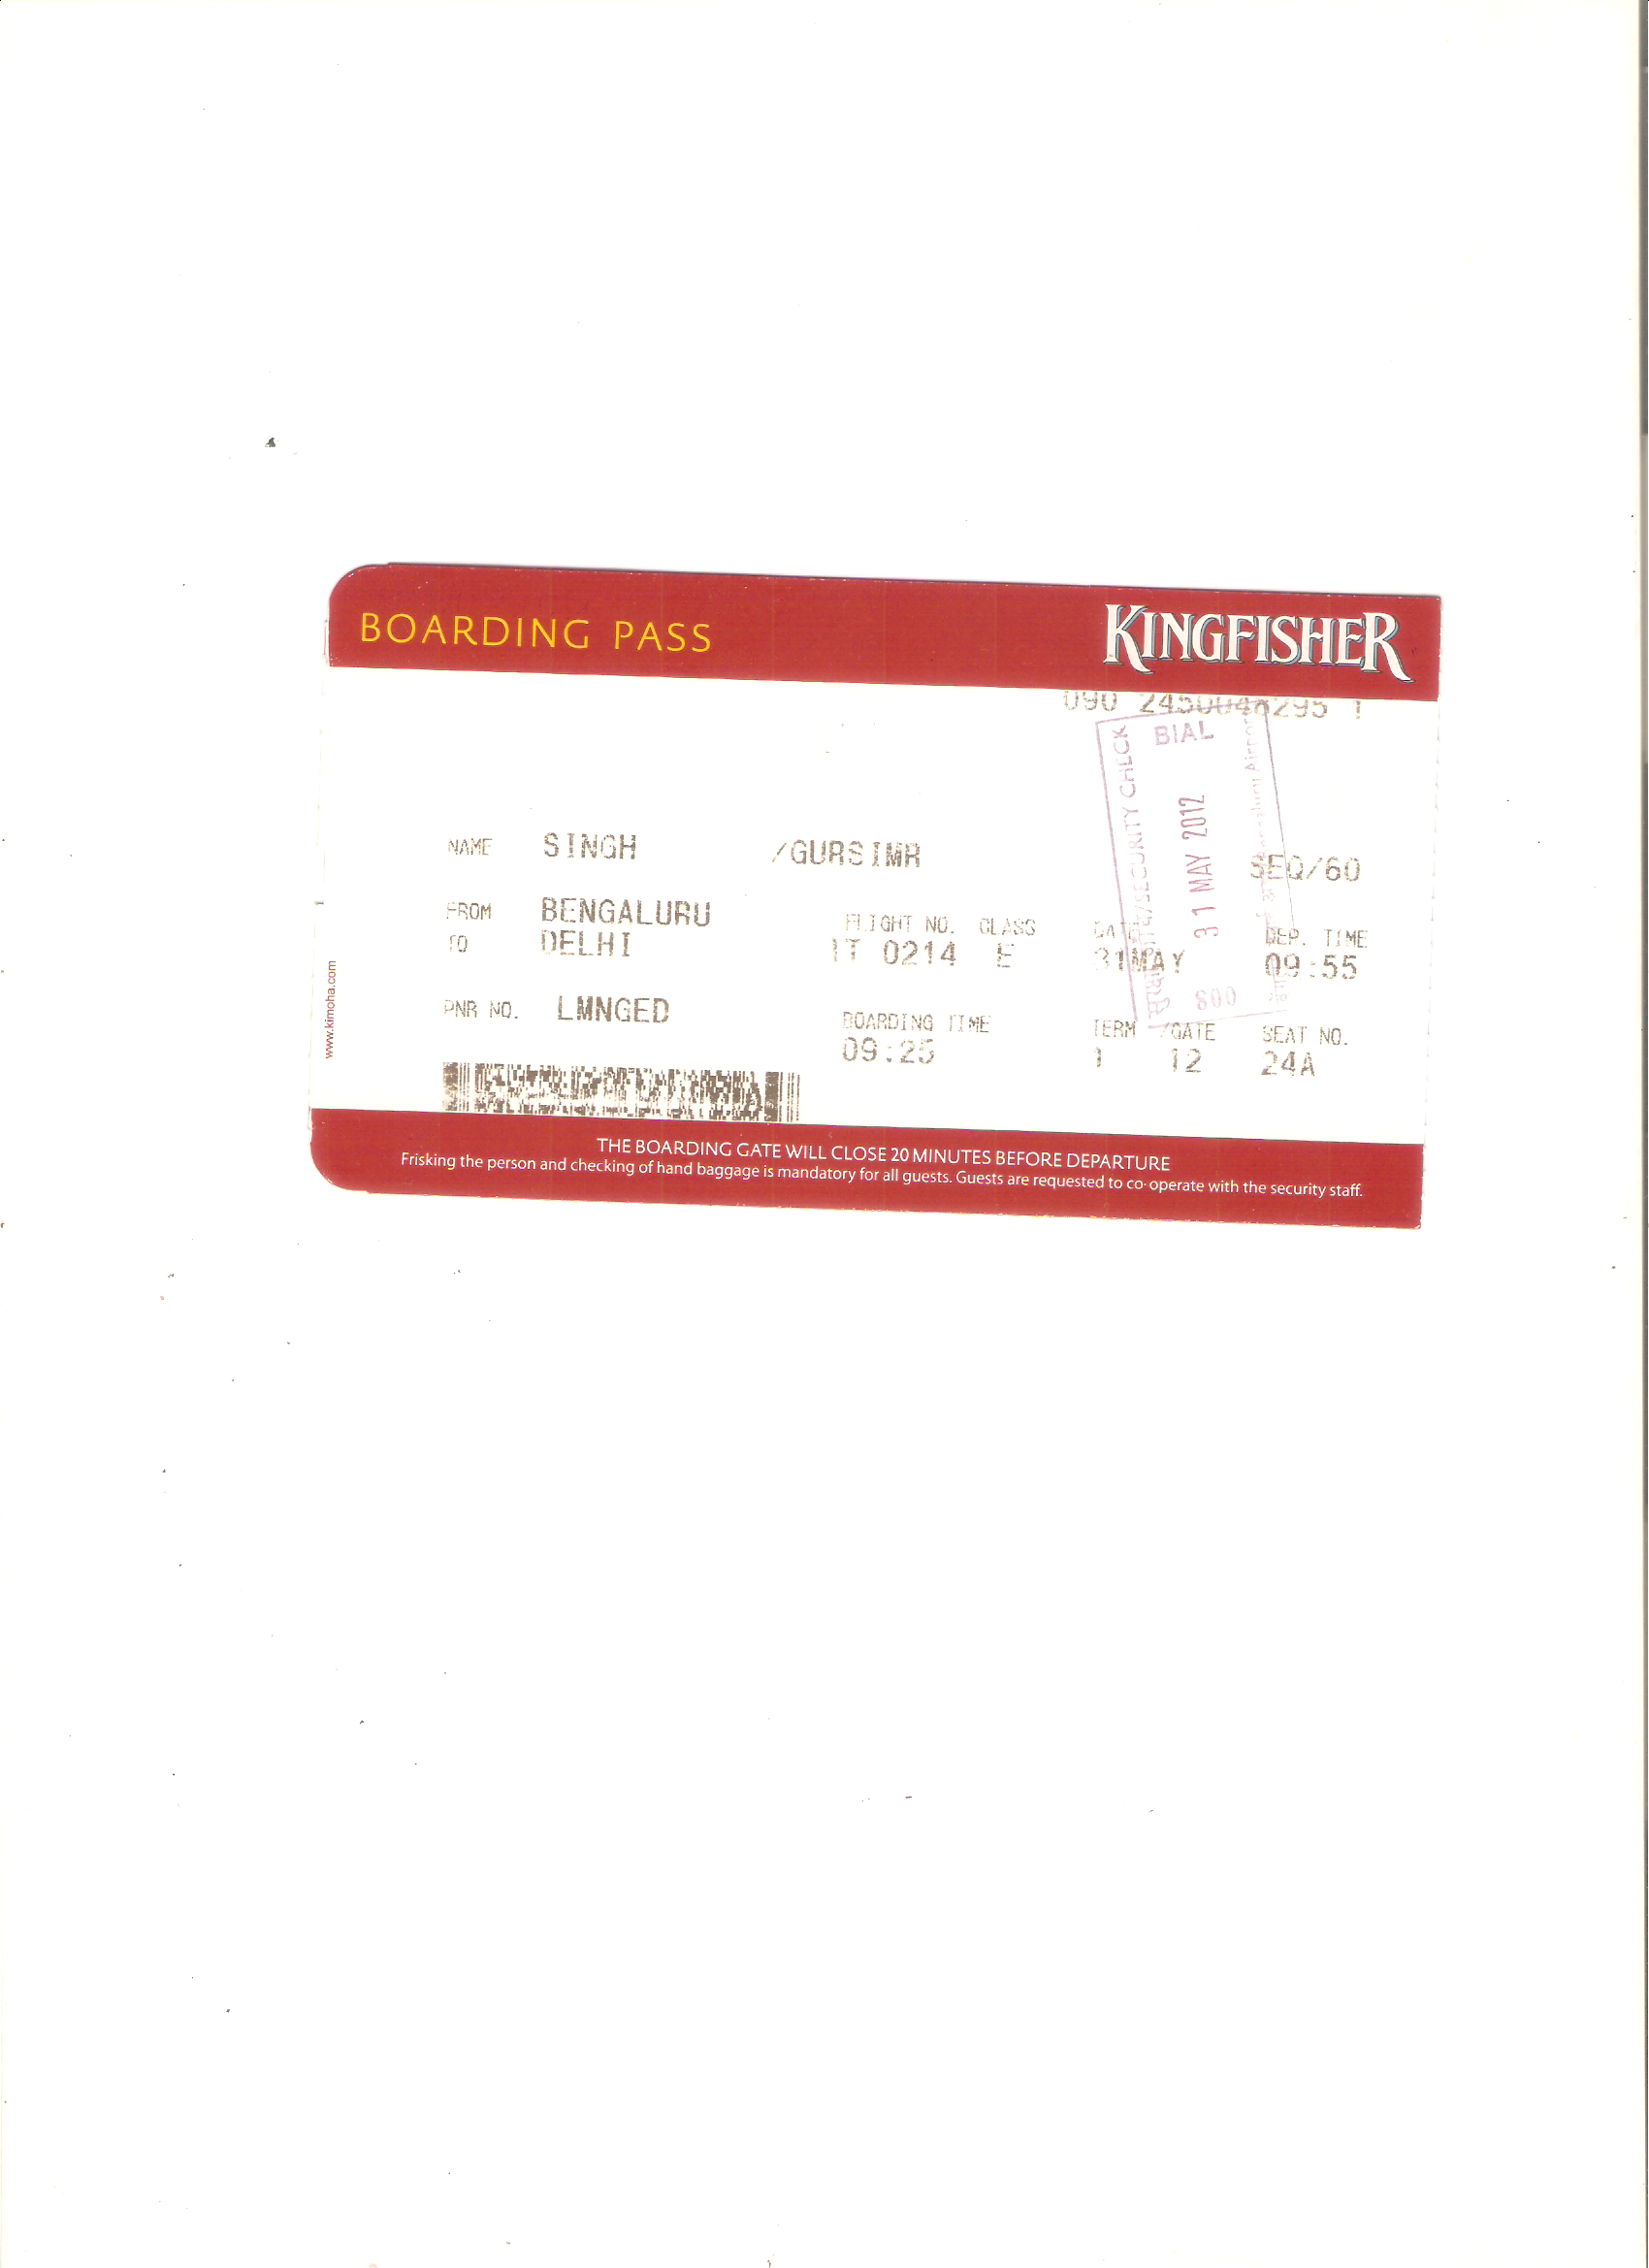 BOARDING PASS KINGFISHER
090 2450048295 1
BIAL
SECURITY CHECK
31 MAY 2012
800
NAME SINGH /GURSIMR SEQ/60
FROM BENGALURU
TO DELHI
FLIGHT NO. CLASS DATE DEP. TIME
IT 0214 E 31MAY 09:55
PNR NO. LMNGED
BOARDING TIME TERM /GATE SEAT NO.
09:25 1 12 24A
www.kimoha.com
THE BOARDING GATE WILL CLOSE 20 MINUTES BEFORE DEPARTURE
Frisking the person and checking of hand baggage is mandatory for all guests. Guests are requested to co-operate with the security staff.